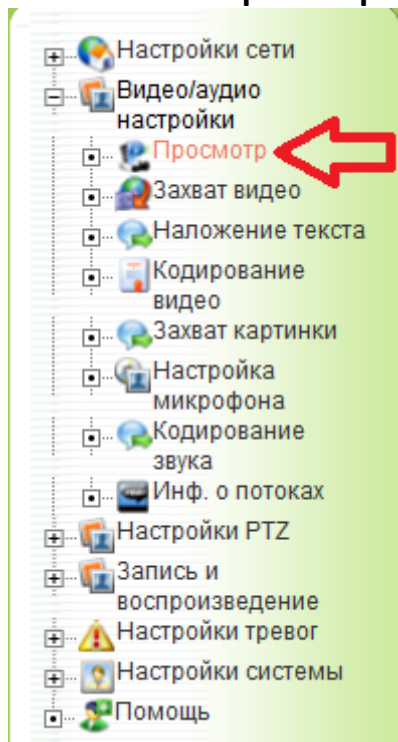 Настройки сети
Видео/аудио
настройки
Просмотр
Захват видео
Наложение текста
Кодирование
видео
Захват картинки
Настройка
микрофона
Кодирование
звука
Инф. о потоках
Настройки PTZ
Запись и
воспроизведение
Настройки тревог
Настройки системы
Помощь